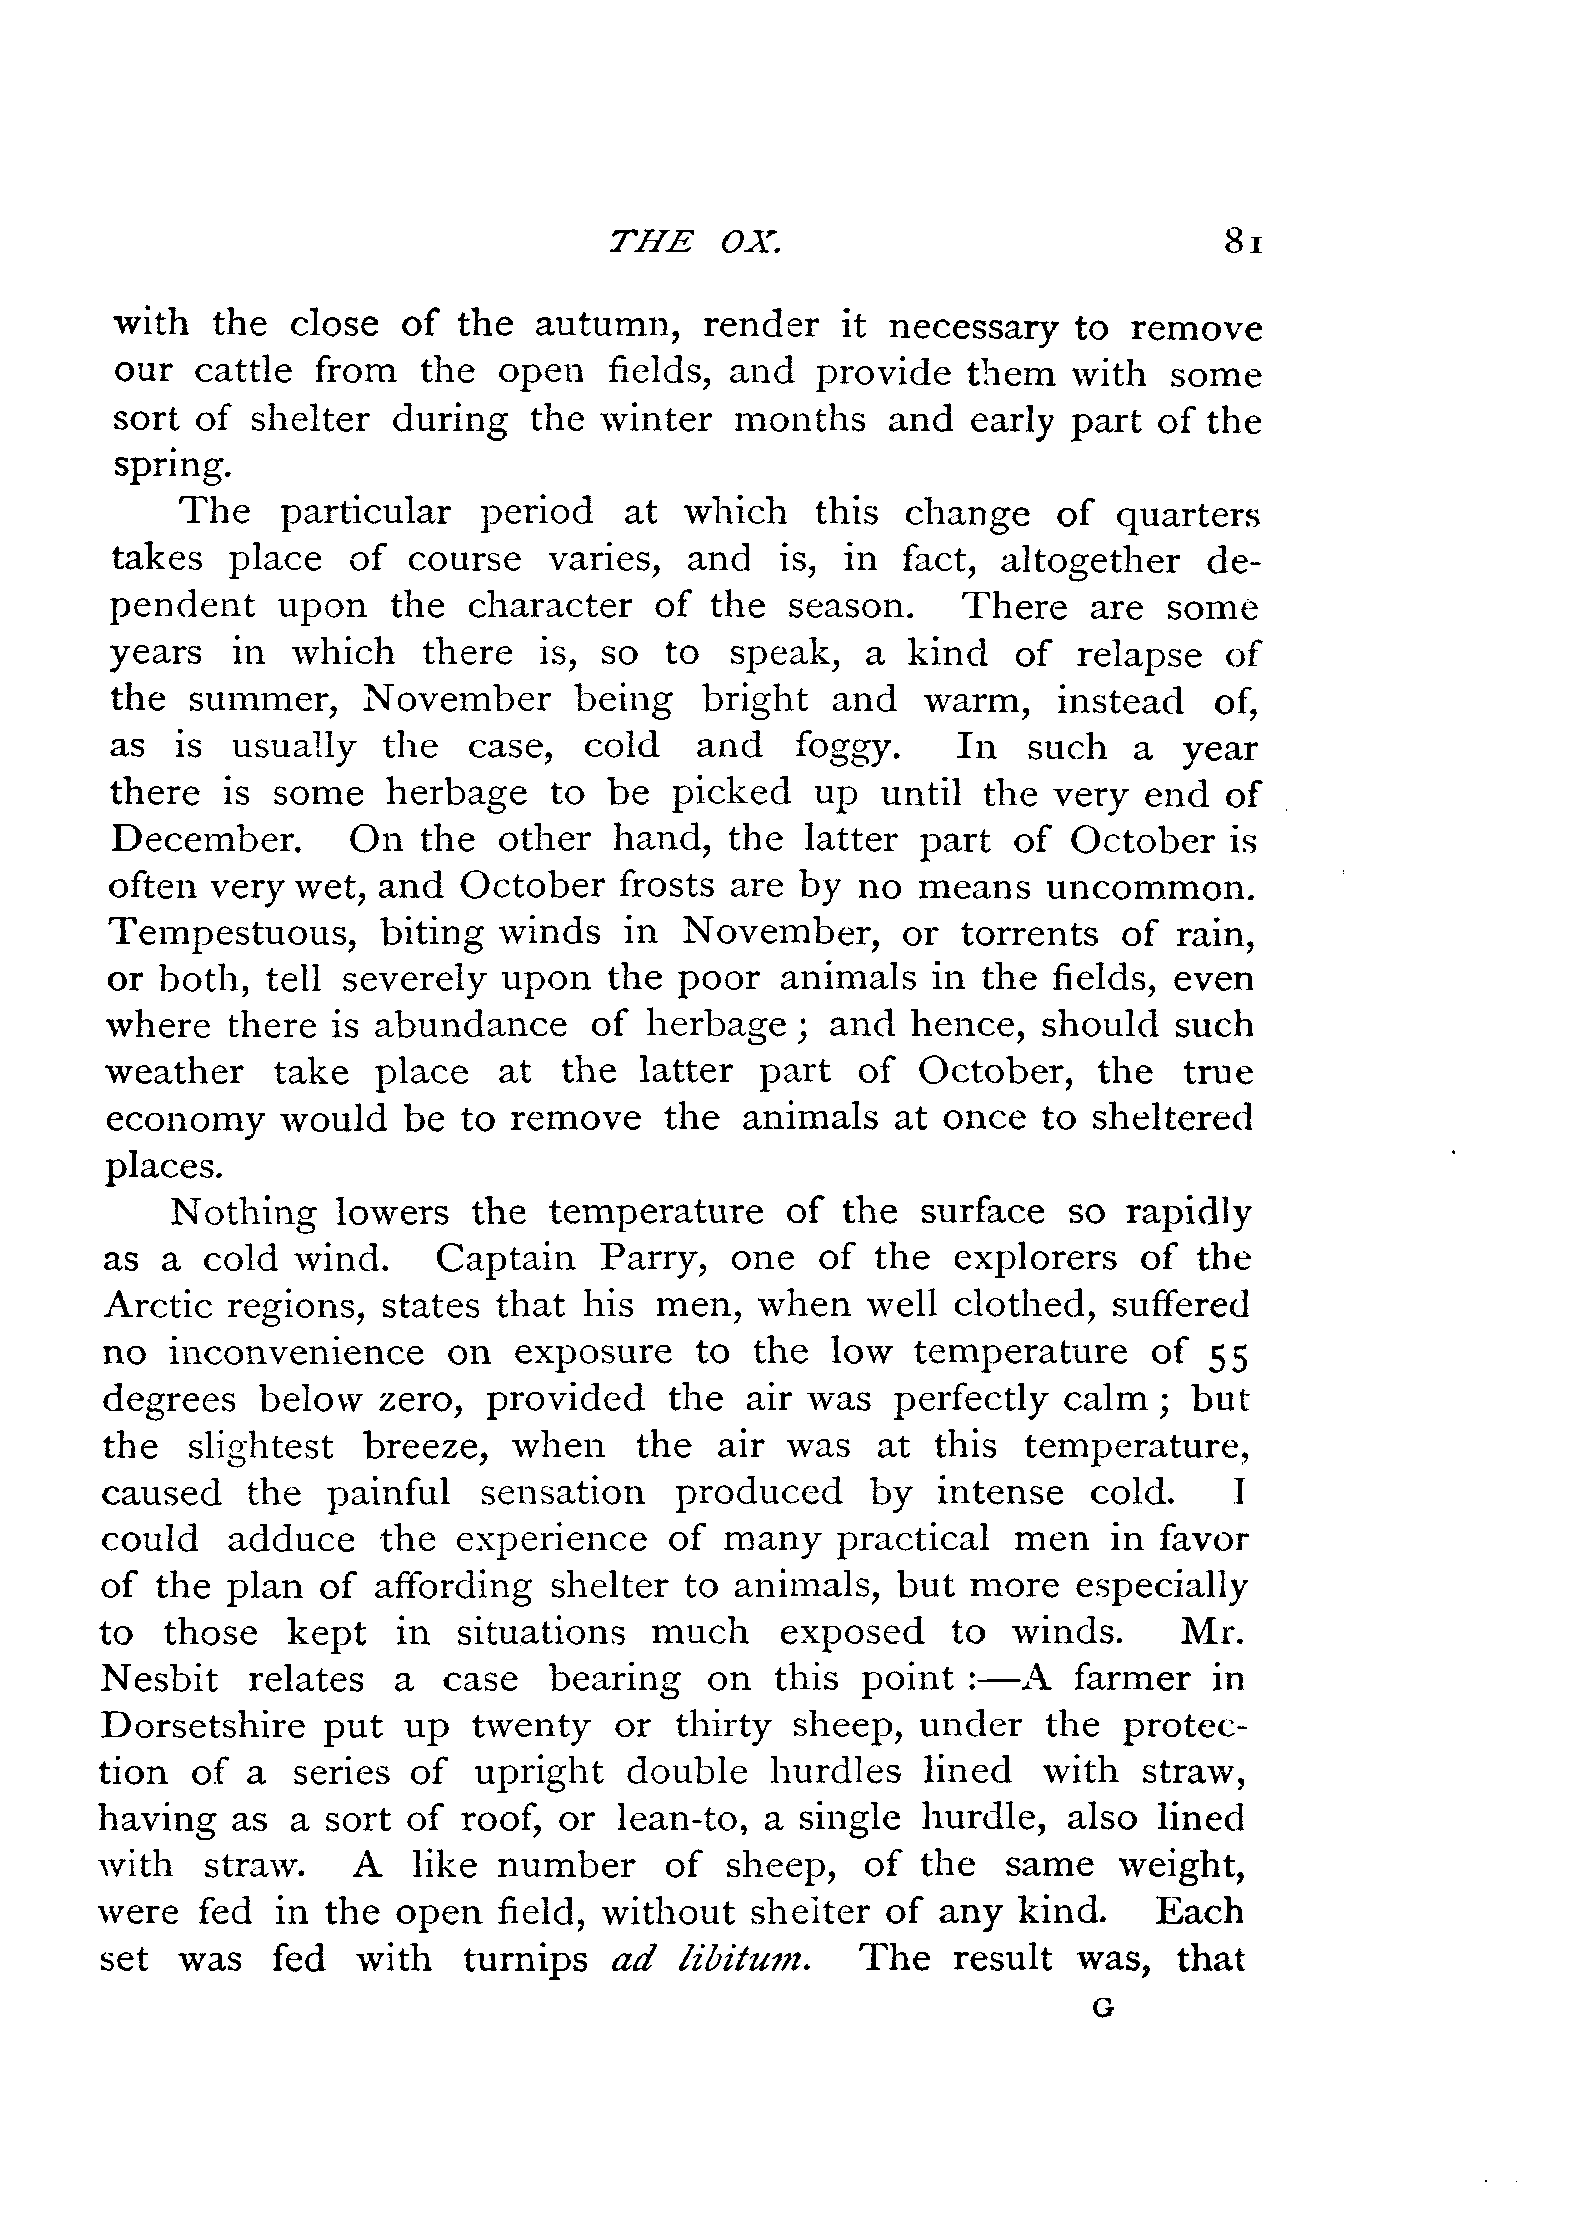 THE OX. 81
with the close of the autumn, render it necessary to remove
our cattle from the open fields, and provide them with some
sort of shelter during the winter months and early part of the
spring.
The particular period at which this change of quarters
takes place of course varies, and is, in fact, altogether de-
pendent upon the character of the season. There are some
years in which there is, so to speak, a kind of relapse of
the summer, November being bright and warm, instead of,
as is usually the case, cold and foggy. In such a year
there is some herbage to be picked up until the very end of
December. On the other hand, the latter part of October is
often very wet, and October frosts are by no means uncommon.
Tempestuous, biting winds in November, or torrents of rain,
or both, tell severely upon the poor animals in the fields, even
where there is abundance of herbage ; and hence, should such
weather take place at the latter part of October, the true
economy would be to remove the animals at once to sheltered
places.
Nothing lowers the temperature of the surface so rapidly
as a cold wind. Captain Parry, one of the explorers of the
Arctic regions, states that his men, when well clothed, suffered
no inconvenience on exposure to the low temperature of 55
degrees below zero, provided the air was perfectly calm ; but
the slightest breeze, when the air was at this temperature,
caused the painful sensation produced by intense cold. I
could adduce the experience of many practical men in favor
of the plan of affording shelter to animals, but more especially
to those kept in situations much exposed to winds. Mr.
Nesbit relates a case bearing on this point :—A farmer in
Dorsetshire put up twenty or thirty sheep, under the protec-
tion of a series of upright double hurdles lined with straw,
having as a sort of roof, or lean-to, a single hurdle, also lined
with straw. A like number of sheep, of the same weight,
were fed in the open field, without shelter of any kind. Each
set was fed with turnips ad libitum. The result was, that
G